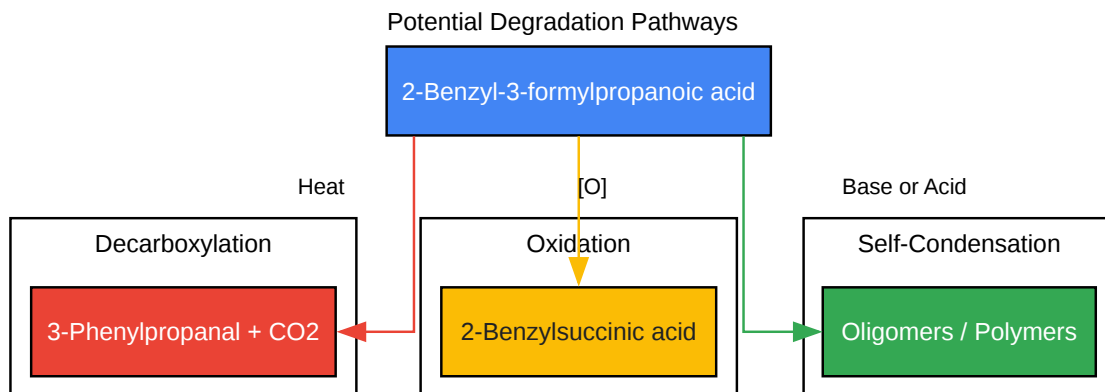 Potential Degradation Pathways
2-Benzyl-3-formylpropanoic acid
Heat
[O]
Base or Acid
Decarboxylation
Oxidation
Self-Condensation
3-Phenylpropanal + CO2
2-Benzylsuccinic acid
Oligomers / Polymers